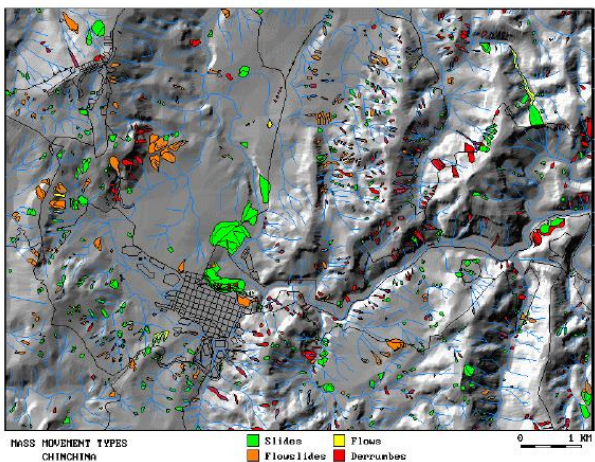 MASS MOVEMENT TYPES
CHINCHINA
Slides
Flowslides
Flows
Derrumbes
0 1 KM